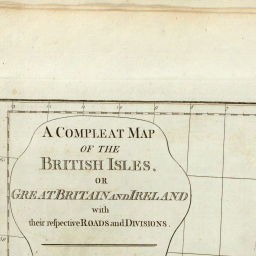 A COMPLEAT MAP
OF THE
BRITISH ISLES,
OR
GREAT BRITAIN AND IRELAND
with
their reſpective ROADS and DIVISIONS.